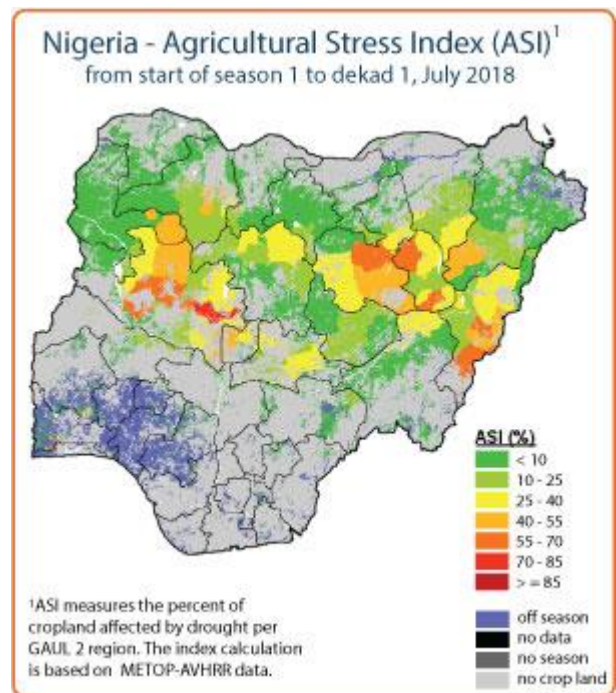 Nigeria - Agricultural Stress Index (ASI)¹
from start of season 1 to dekad 1, July 2018
ASI (%)
< 10
10 - 25
25 - 40
40 - 55
55 - 70
70 - 85
> = 85
off season
no data
no season
no crop land
¹ASI measures the percent of
cropland affected by drought per
GAUL 2 region. The index calculation
is based on METOP-AVHRR data.